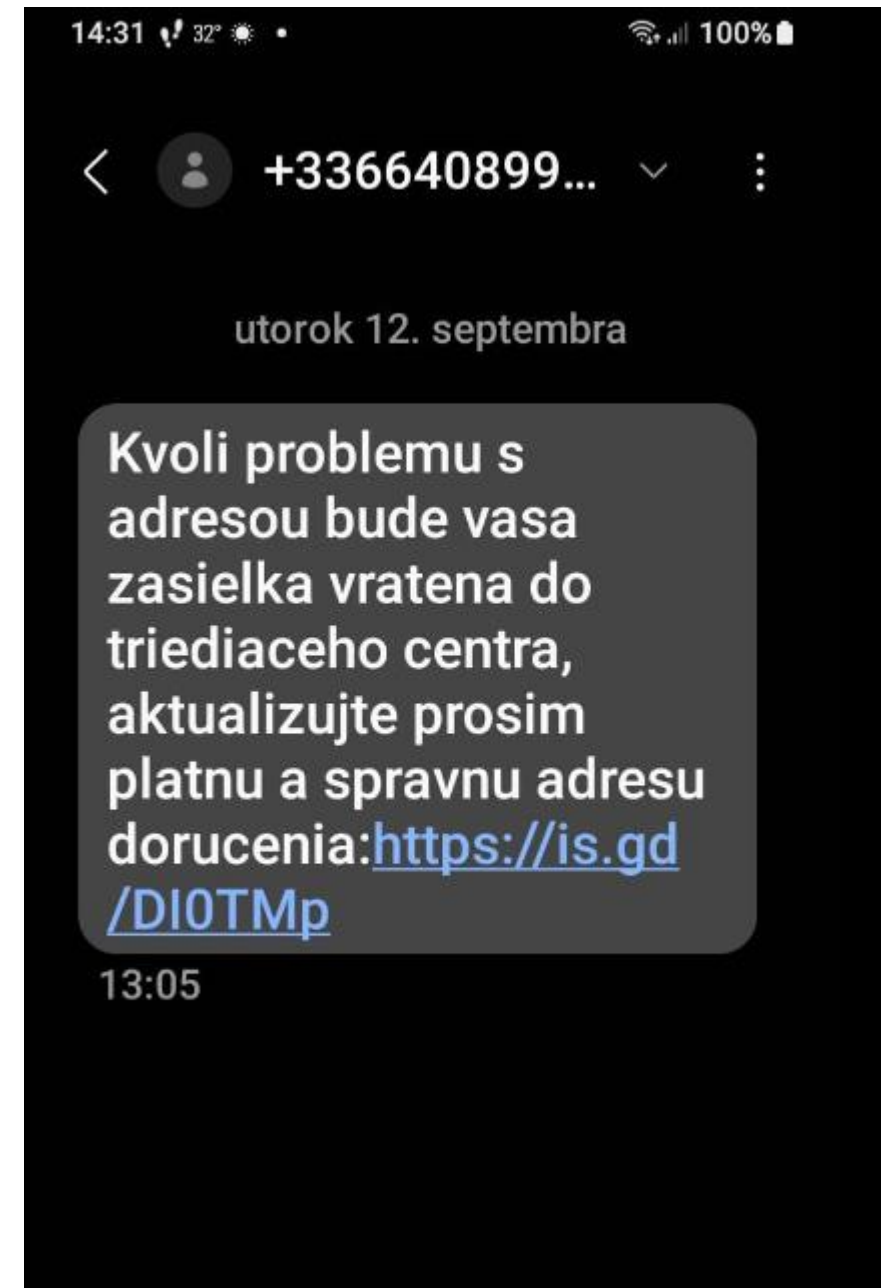 14:31 32° 100%
+336640899...
utorok 12. septembra
Kvoli problemu s
adresou bude vasa
zasielka vratena do
triediaceho centra,
aktualizujte prosim
platnu a spravnu adresu
dorucenia:https://is.gd
/DI0TMp
13:05